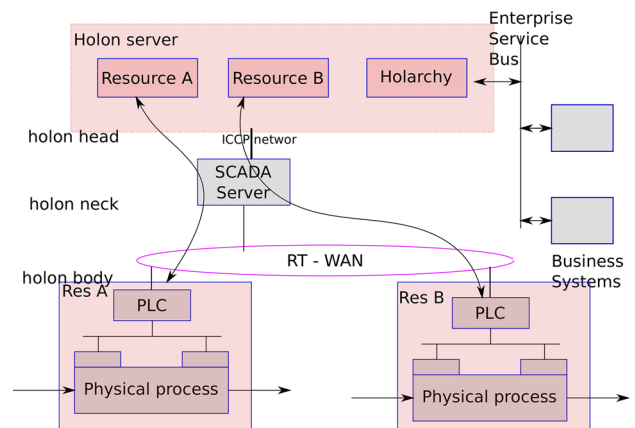 Enterprise
Service
Bus
Holon server
Resource A
Resource B
Holarchy
holon head
ICCP networ
SCADA
Server
holon neck
RT - WAN
Business
Systems
holon body
Res A
PLC
Res B
PLC
Physical process
Physical process